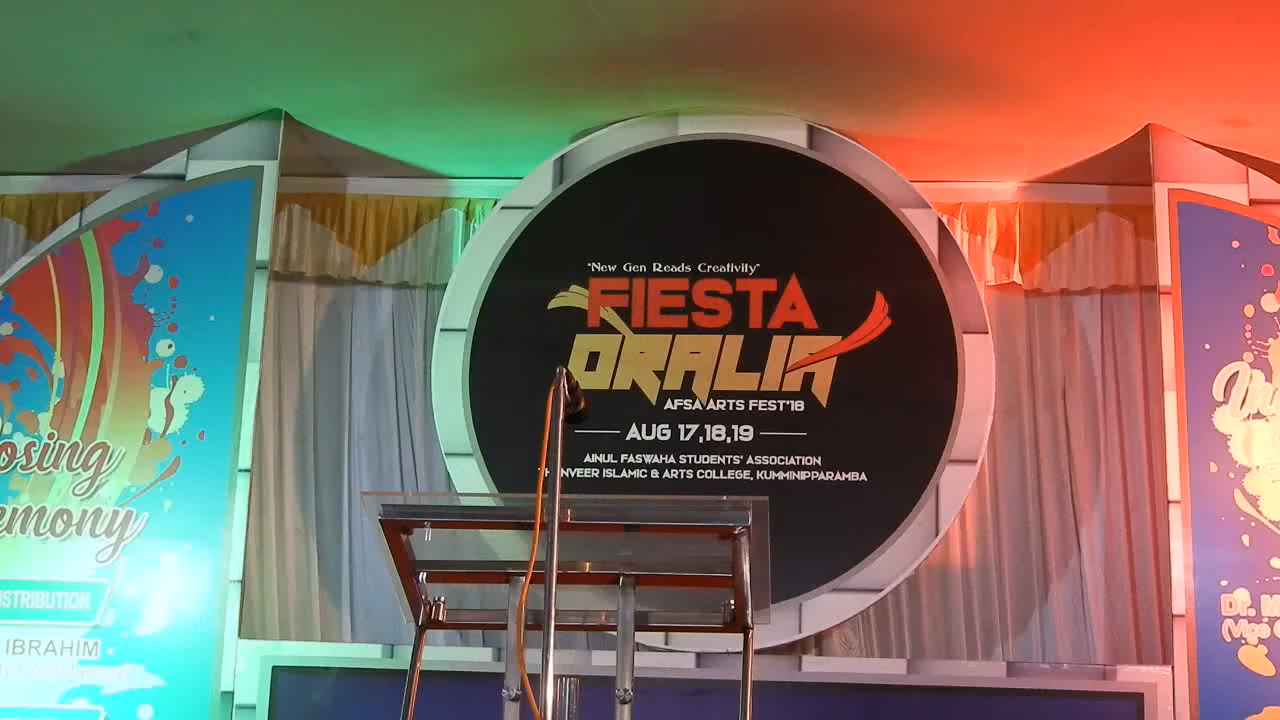 "New Gen Reads Creativity"
FIESTA
ORALIA
AFSA ARTS FEST'18
AUG 17,18,19
AINUL FASWAHA STUDENTS' ASSOCIATION
ISLAMIC & ARTS COLLEGE, KUMMINIPPARAMBA
osing
emony
ISTRIBUTION
IBRAHIM
Dr. M
(Vice